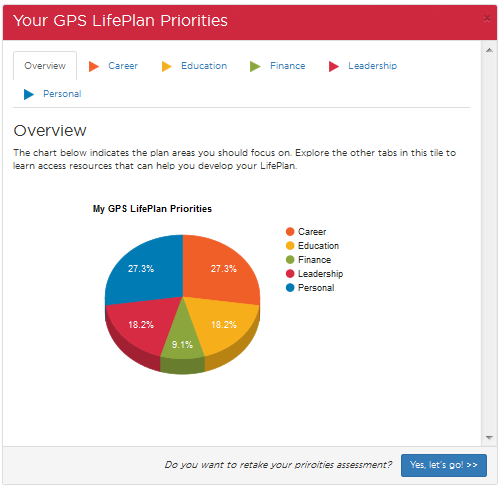 Your GPS LifePlan Priorities ×
Overview Career Education Finance Leadership
Personal
Overview
The chart below indicates the plan areas you should focus on. Explore the other tabs in this tile to
learn access resources that can help you develop your LifePlan.
My GPS LifePlan Priorities
Career
Education
Finance
Leadership
Personal
27.3% 27.3%
18.2% 18.2%
9.1%
Do you want to retake your priroities assessment? Yes, let's go! >>